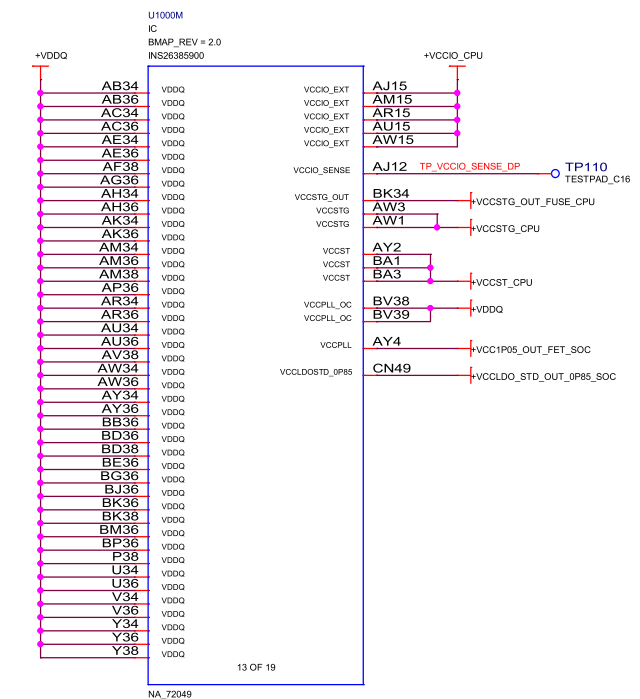 U1000M
IC
BMAP_REV = 2.0
INS26385900
+VDDQ
+VCCIO_CPU
AB34 VDDQ VCCIO_EXT AJ15
AB36 VDDQ VCCIO_EXT AM15
AC34 VDDQ VCCIO_EXT AR15
AC36 VDDQ VCCIO_EXT AU15
AE34 VDDQ VCCIO_EXT AW15
AE36 VDDQ
AF38 VDDQ VCCIO_SENSE AJ12 TP_VCCIO_SENSE_DP TP110
TESTPAD_C16
AG36 VDDQ
AH34 VDDQ VCCSTG_OUT BK34 +VCCSTG_OUT_FUSE_CPU
AH36 VDDQ VCCSTG AW3
AK34 VDDQ VCCSTG AW1 +VCCSTG_CPU
AK36 VDDQ
AM34 VDDQ VCCST AY2
AM36 VDDQ VCCST BA1
AM38 VDDQ VCCST BA3 +VCCST_CPU
AP36 VDDQ
AR34 VDDQ VCCPLL_OC BV38 +VDDQ
AR36 VDDQ VCCPLL_OC BV39
AU34 VDDQ
AU36 VDDQ VCCPLL AY4 +VCC1P05_OUT_FET_SOC
AV38 VDDQ
AW34 VDDQ VCCLDOSTD_0P85 CN49 +VCCLDO_STD_OUT_0P85_SOC
AW36 VDDQ
AY34 VDDQ
AY36 VDDQ
BB36 VDDQ
BD36 VDDQ
BD38 VDDQ
BE36 VDDQ
BG36 VDDQ
BJ36 VDDQ
BK36 VDDQ
BK38 VDDQ
BM36 VDDQ
BP36 VDDQ
P38 VDDQ
U34 VDDQ
U36 VDDQ
V34 VDDQ
V36 VDDQ
Y34 VDDQ
Y36 VDDQ
Y38 VDDQ
13 OF 19
NA_72049